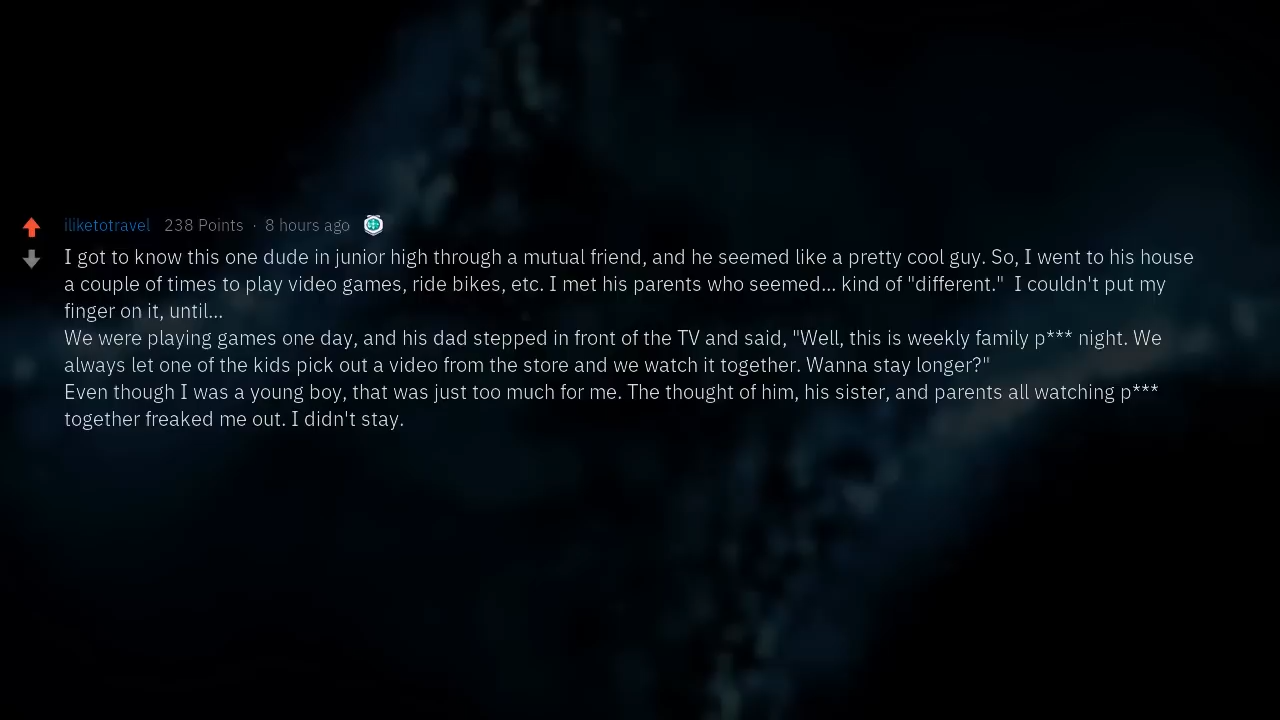 iliketotravel 238 Points · 8 hours ago
I got to know this one dude in junior high through a mutual friend, and he seemed like a pretty cool guy. So, I went to his house
a couple of times to play video games, ride bikes, etc. I met his parents who seemed... kind of "different."  I couldn't put my
finger on it, until...
We were playing games one day, and his dad stepped in front of the TV and said, "Well, this is weekly family p*** night. We
always let one of the kids pick out a video from the store and we watch it together. Wanna stay longer?"
Even though I was a young boy, that was just too much for me. The thought of him, his sister, and parents all watching p***
together freaked me out. I didn't stay.